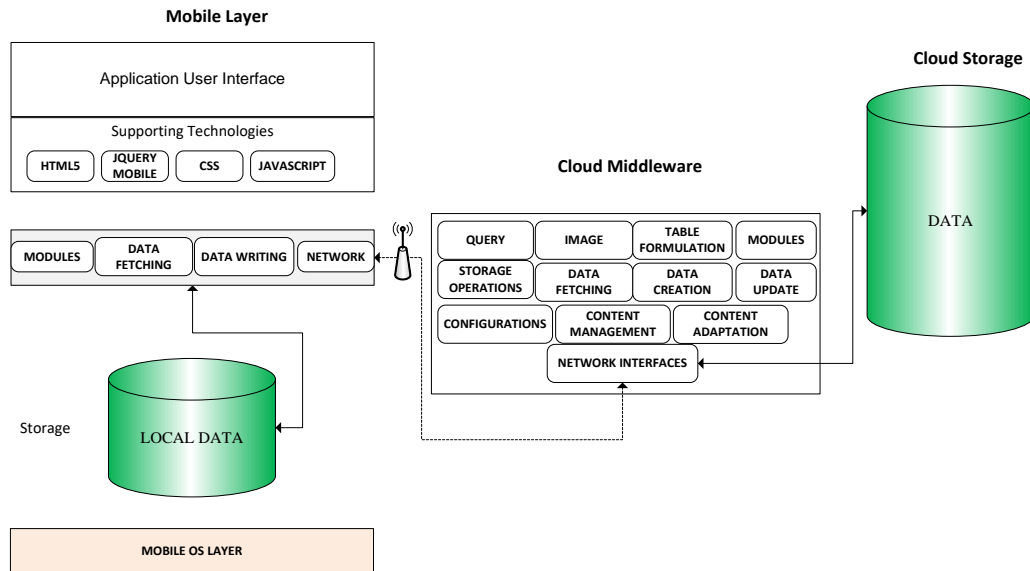 Mobile Layer
Application User Interface
Supporting Technologies
HTML5
JQUERY
MOBILE
CSS
JAVASCRIPT
MODULES
DATA
FETCHING
DATA WRITING
NETWORK
Storage
LOCAL DATA
MOBILE OS LAYER
Cloud Middleware
QUERY
IMAGE
TABLE
FORMULATION
MODULES
STORAGE
OPERATIONS
DATA
FETCHING
DATA
CREATION
DATA
UPDATE
CONFIGURATIONS
CONTENT
MANAGEMENT
CONTENT
ADAPTATION
NETWORK INTERFACES
Cloud Storage
DATA